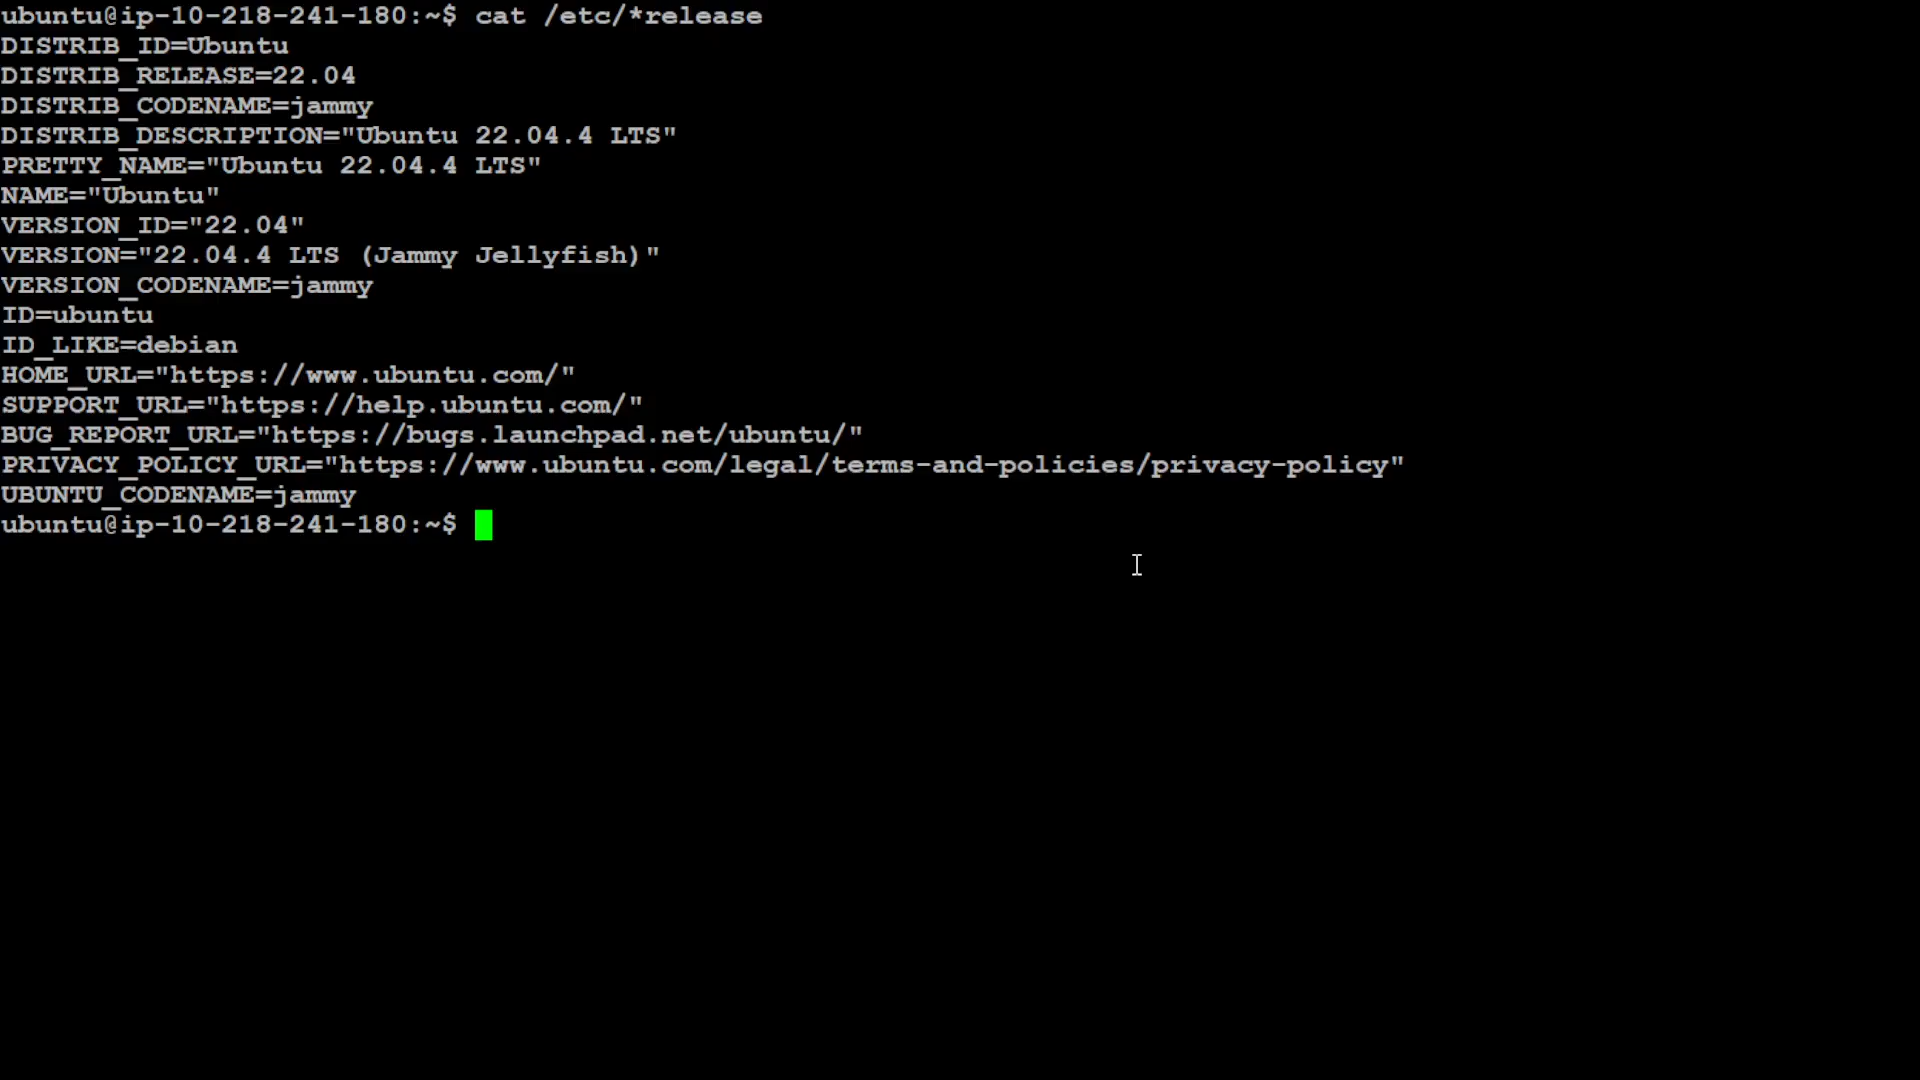 ubuntu@ip-10-218-241-180:~$ cat /etc/*release
DISTRIB_ID=Ubuntu
DISTRIB_RELEASE=22.04
DISTRIB_CODENAME=jammy
DISTRIB_DESCRIPTION="Ubuntu 22.04.4 LTS"
PRETTY_NAME="Ubuntu 22.04.4 LTS"
NAME="Ubuntu"
VERSION_ID="22.04"
VERSION="22.04.4 LTS (Jammy Jellyfish)"
VERSION_CODENAME=jammy
ID=ubuntu
ID_LIKE=debian
HOME_URL="https://www.ubuntu.com/"
SUPPORT_URL="https://help.ubuntu.com/"
BUG_REPORT_URL="https://bugs.launchpad.net/ubuntu/"
PRIVACY_POLICY_URL="https://www.ubuntu.com/legal/terms-and-policies/privacy-policy"
UBUNTU_CODENAME=jammy
ubuntu@ip-10-218-241-180:~$